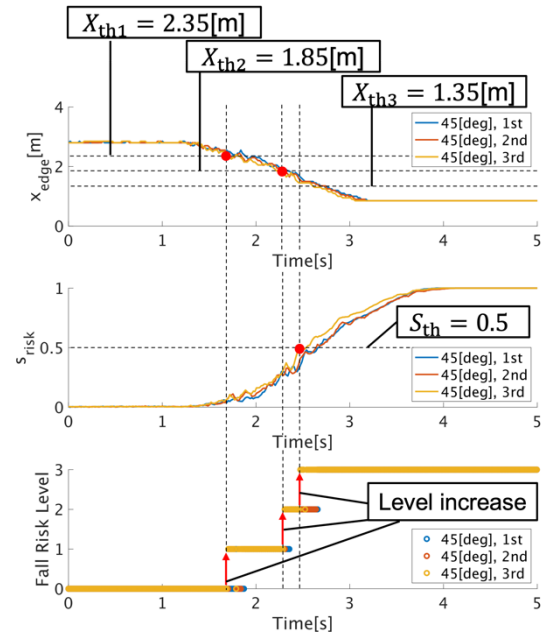 X_th1 = 2.35[m]
X_th2 = 1.85[m]
X_th3 = 1.35[m]
4
2
0
x_edge[m]
45[deg], 1st
45[deg], 2nd
45[deg], 3rd
0 1 2 3 4 5
Time[s]
1
0.5
0
s_risk
S_th = 0.5
45[deg], 1st
45[deg], 2nd
45[deg], 3rd
0 1 2 3 4 5
Time[s]
3
2
1
0
Fall Risk Level
Level increase
45[deg], 1st
45[deg], 2nd
45[deg], 3rd
0 1 2 3 4 5
Time[s]